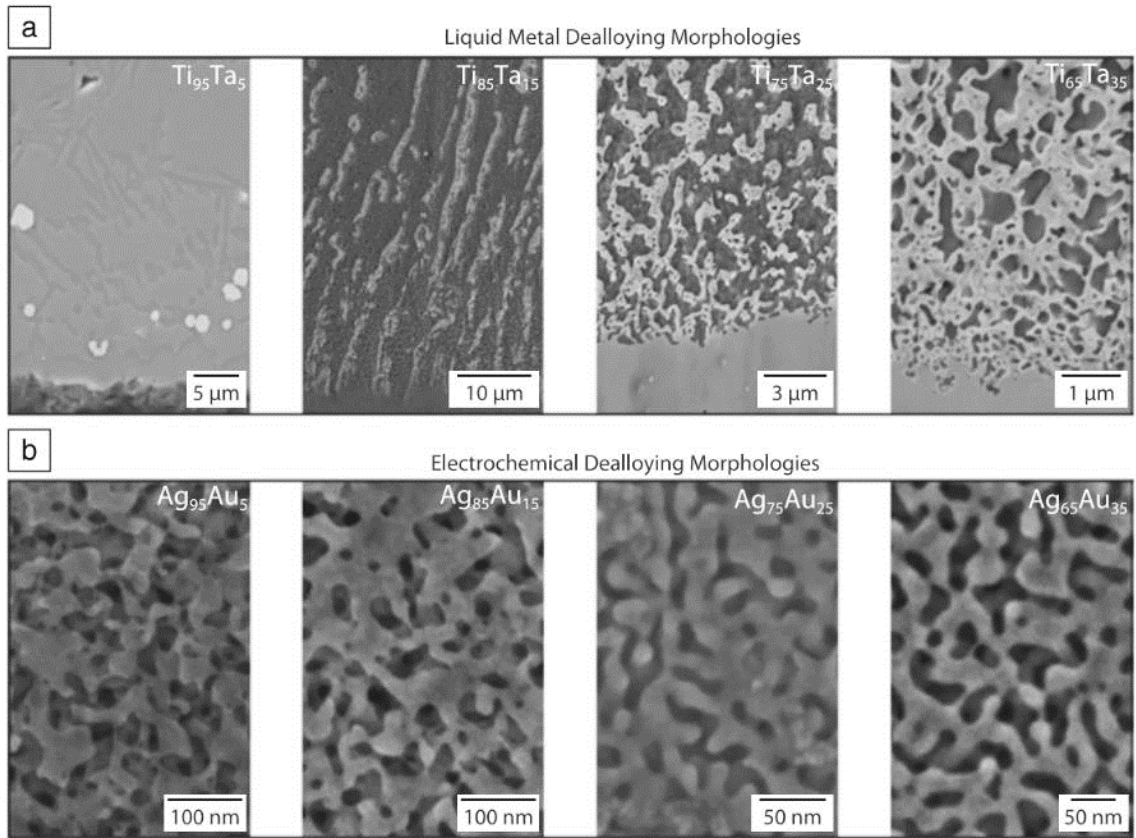 a
Liquid Metal Dealloying Morphologies
Ti₉₅Ta₅ Ti₈₅Ta₁₅ Ti₇₅Ta₂₅ Ti₆₅Ta₃₅
5 μm 10 μm 3 μm 1 μm
b
Electrochemical Dealloying Morphologies
Ag₉₅Au₅ Ag₈₅Au₁₅ Ag₇₅Au₂₅ Ag₆₅Au₃₅
100 nm 100 nm 50 nm 50 nm